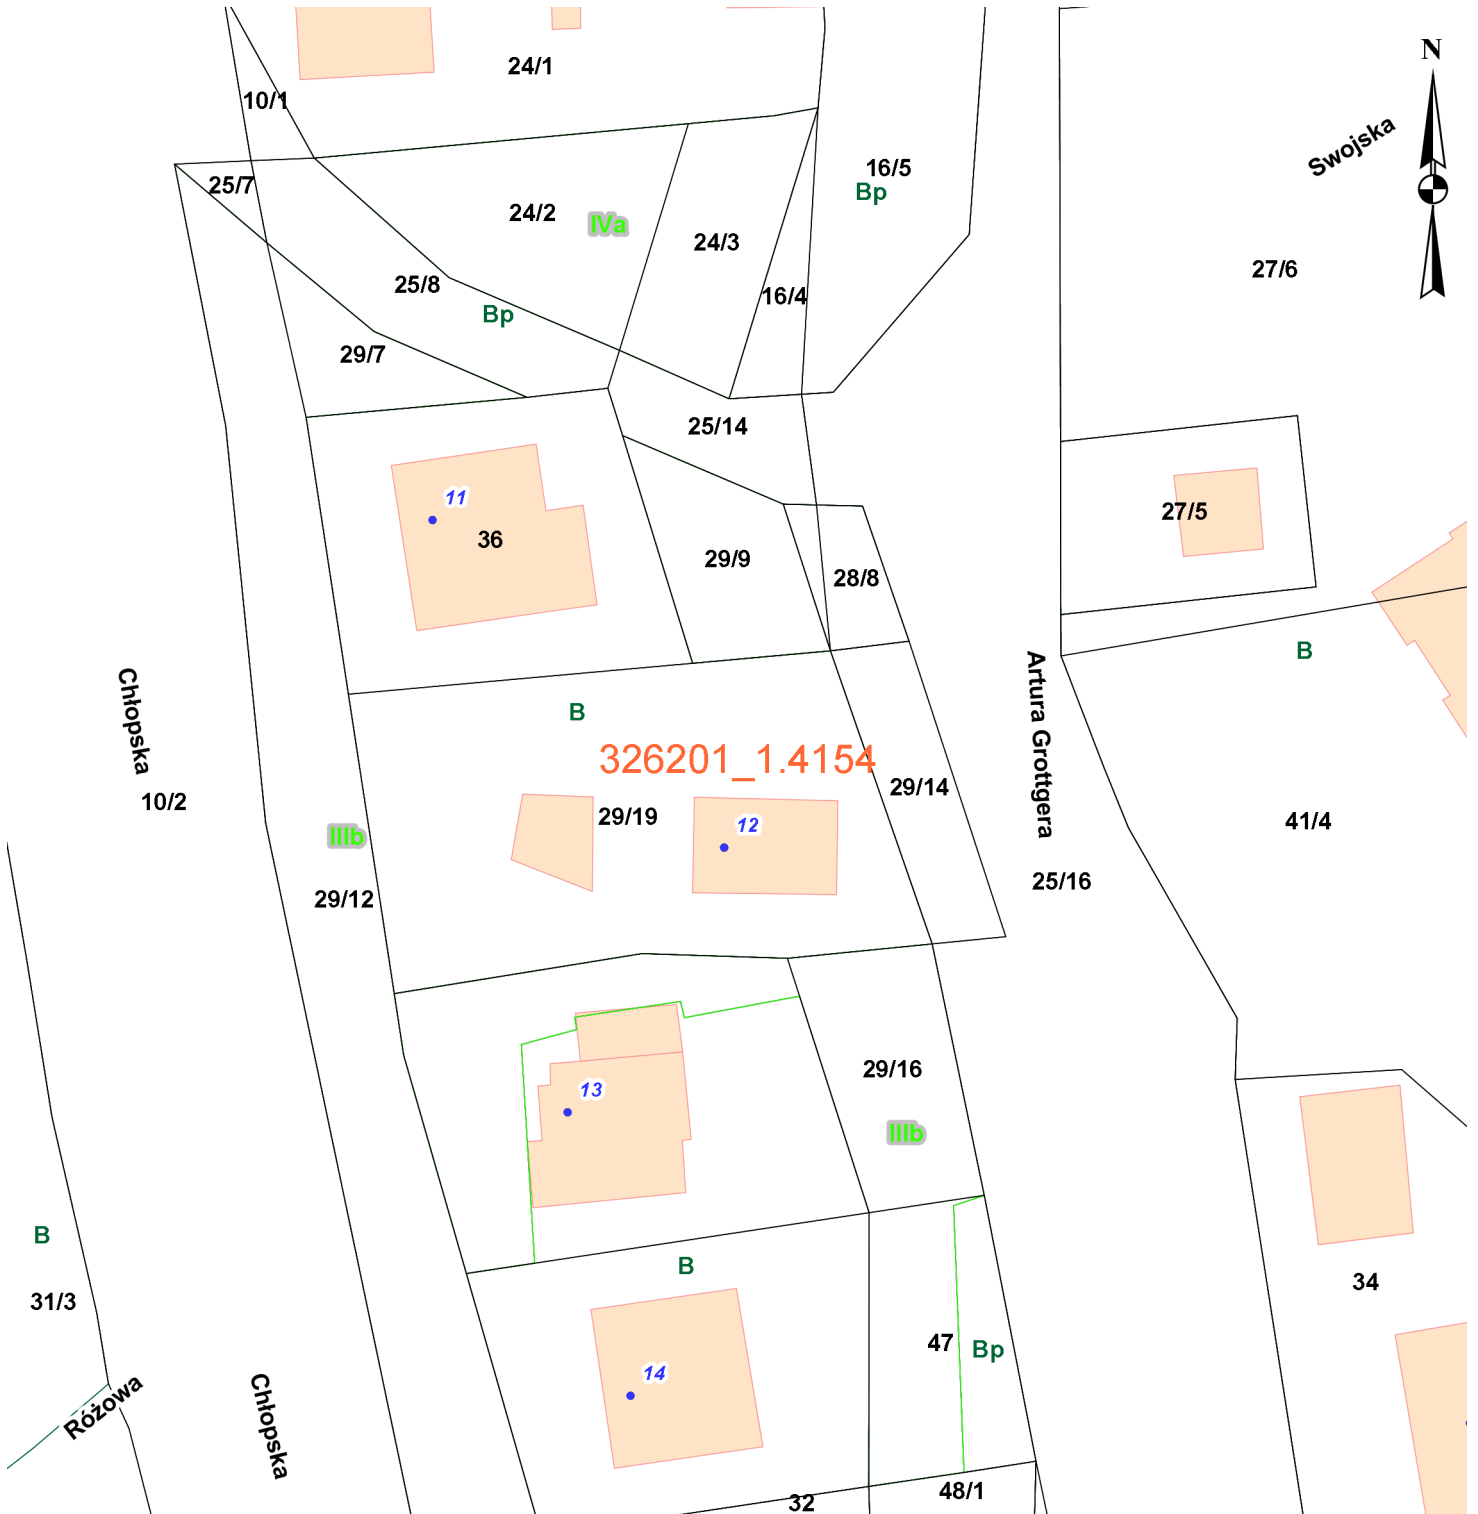 N
24/1
10/1
Swojska
16/5
Bp
25/7
24/2
IVa
24/3
27/6
25/8
16/4
Bp
29/7
25/14
11
36
27/5
29/9
28/8
B
Chłopska
Artura Grottgera
B
326201_1.4154
29/14
10/2
29/19
12
41/4
IIIb
29/12
25/16
29/16
13
IIIb
B
B
34
31/3
47
Bp
14
Różowa
Chłopska
48/1
32